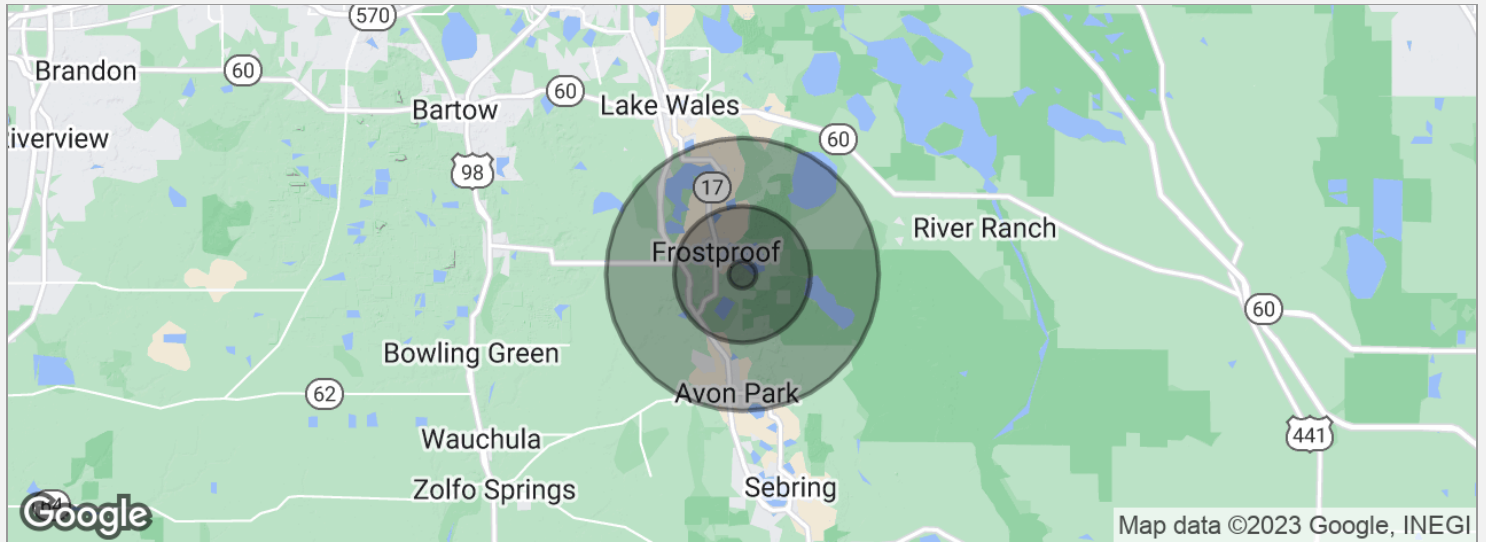 570
Brandon
60
60
Bartow
Lake Wales
60
iverview
98
17
River Ranch
Frostproof
60
Bowling Green
62
Avon Park
441
Wauchula
Zolfo Springs
Sebring
64
Google
Map data ©2023 Google, INEGI